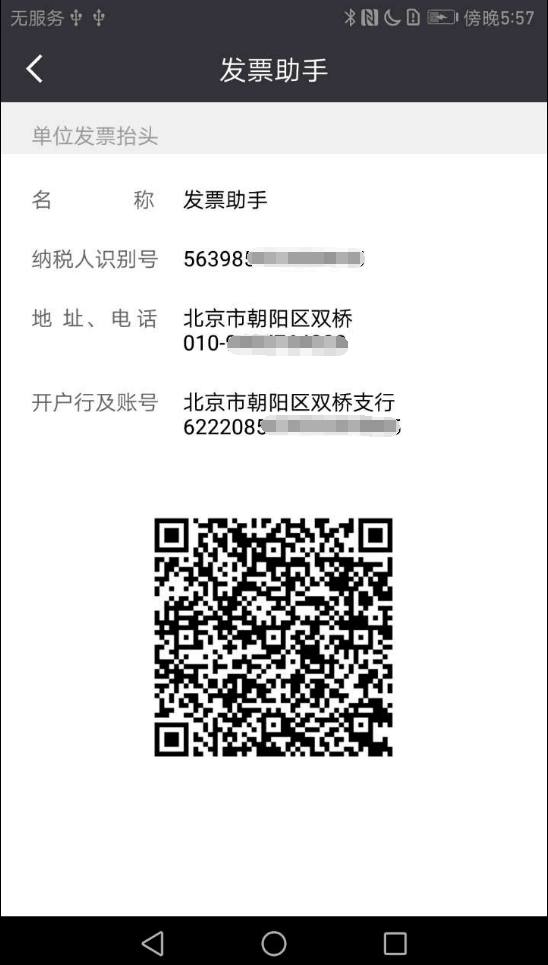 无服务 傍晚5:57
发票助手
单位发票抬头
名 称 发票助手
纳税人识别号 56398
地 址、电 话 北京市朝阳区双桥
010-
开户行及账号 北京市朝阳区双桥支行
622208